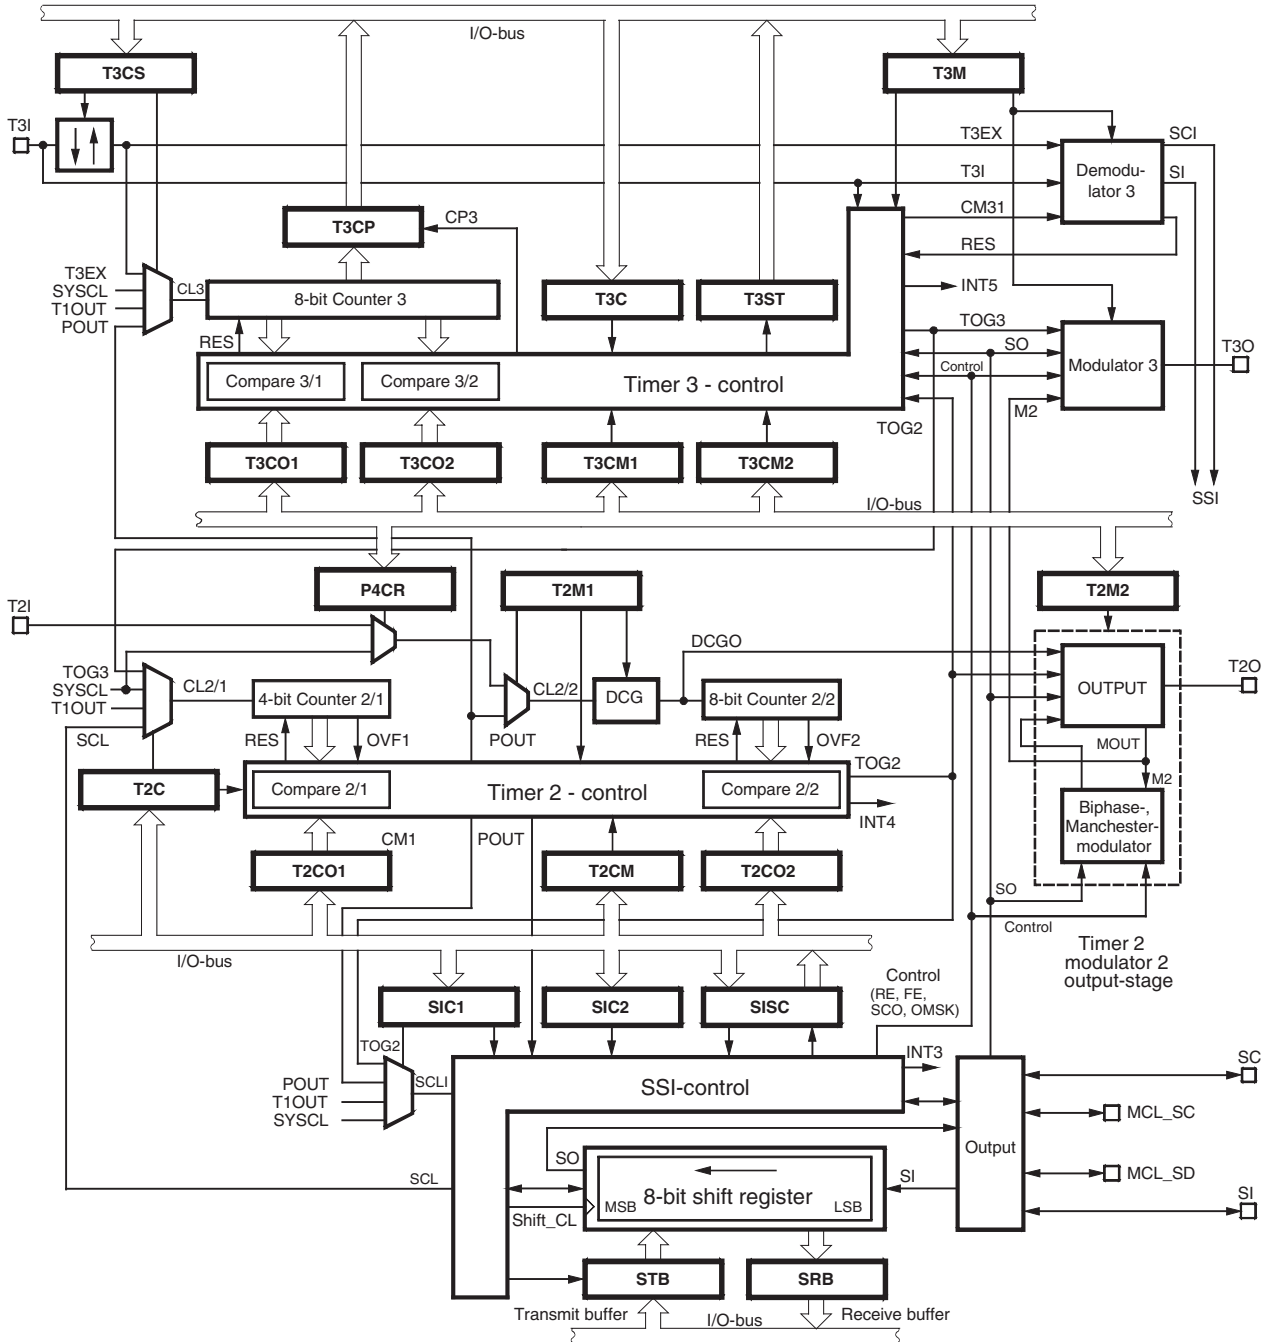 I/O-bus
T3CS
T3M
T3I
T3EX
SCI
T3I
SI
Demodu-
lator 3
CM31
T3CP
CP3
RES
T3EX
SYSCL
T1OUT
POUT
CL3
8-bit Counter 3
T3C
T3ST
INT5
RES
TOG3
SO
Control
M2
Modulator 3
T3O
Compare 3/1
Compare 3/2
Timer 3 - control
TOG2
T3CO1
T3CO2
T3CM1
T3CM2
SSI
I/O-bus
P4CR
T2M1
T2M2
T2I
DCGO
TOG3
SYSCL
T1OUT
SCL
CL2/1
4-bit Counter 2/1
CL2/2
DCG
8-bit Counter 2/2
OUTPUT
T2O
POUT
RES
OVF1
RES
OVF2
MOUT
M2
T2C
Compare 2/1
Timer 2 - control
Compare 2/2
TOG2
INT4
Biphase-,
Manchester-
modulator
CM1
POUT
T2CO1
T2CM
T2CO2
SO
Control
I/O-bus
Timer 2
modulator 2
output-stage
SIC1
SIC2
SISC
Control
(RE, FE,
SCO, OMSK)
TOG2
POUT
T1OUT
SYSCL
SCLI
SSI-control
INT3
SC
MCL_SC
Output
MCL_SD
SI
SO
SI
SCL
8-bit shift register
MSB
LSB
Shift_CL
STB
SRB
Transmit buffer
I/O-bus
Receive buffer